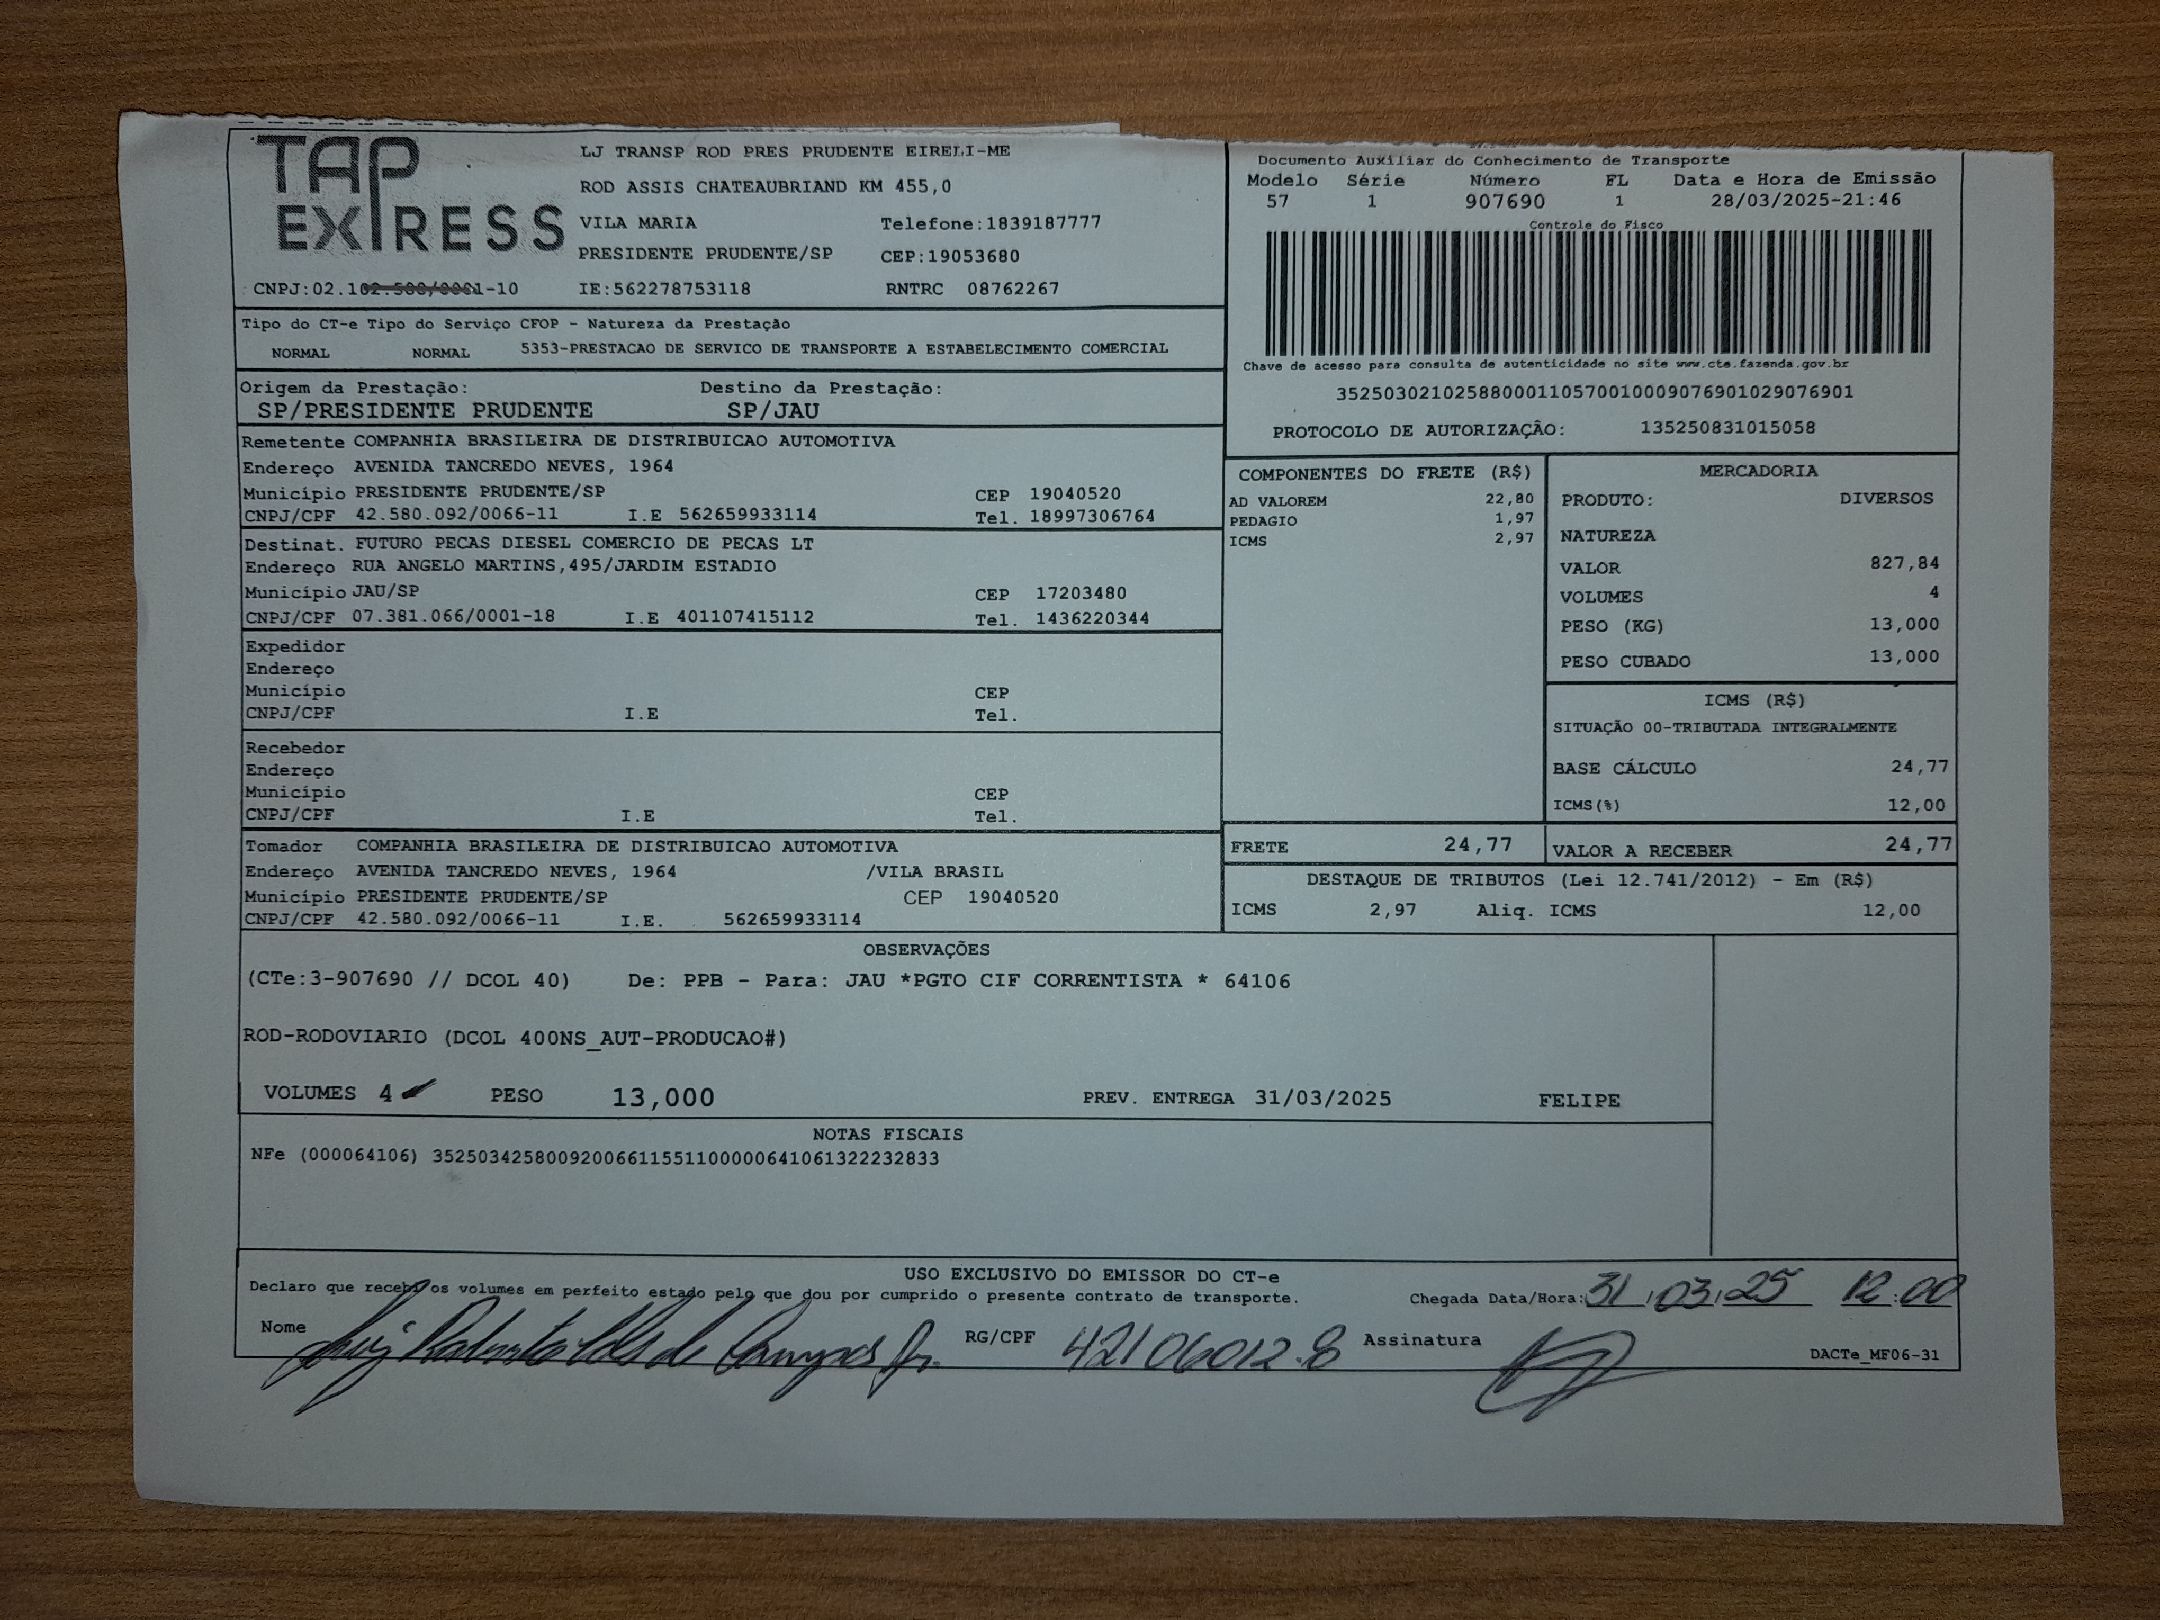 TAP EXPRESS
LJ TRANSP ROD PRES PRUDENTE EIRELI-ME
ROD ASSIS CHATEAUBRIAND KM 455,0
VILA MARIA Telefone:1839187777
PRESIDENTE PRUDENTE/SP CEP:19053680
CNPJ:02.102.588/0001-10 IE:562278753118 RNTRC 08762267
Documento Auxiliar do Conhecimento de Transporte
Modelo Série Número FL Data e Hora de Emissão
57 1 907690 1 28/03/2025-21:46
Controle do Fisco
Chave de acesso para consulta de autenticidade no site www.cte.fazenda.gov.br
35250302102588000110570010009076901029076901
PROTOCOLO DE AUTORIZAÇÃO: 135250831015058
Tipo do CT-e Tipo do Serviço CFOP - Natureza da Prestação
NORMAL NORMAL 5353-PRESTACAO DE SERVICO DE TRANSPORTE A ESTABELECIMENTO COMERCIAL
Origem da Prestação: Destino da Prestação:
SP/PRESIDENTE PRUDENTE SP/JAU
Remetente COMPANHIA BRASILEIRA DE DISTRIBUICAO AUTOMOTIVA
Endereço AVENIDA TANCREDO NEVES, 1964
Município PRESIDENTE PRUDENTE/SP CEP 19040520
CNPJ/CPF 42.580.092/0066-11 I.E 562659933114 Tel. 18997306764
Destinat. FUTURO PECAS DIESEL COMERCIO DE PECAS LT
Endereço RUA ANGELO MARTINS,495/JARDIM ESTADIO
Município JAU/SP CEP 17203480
CNPJ/CPF 07.381.066/0001-18 I.E 401107415112 Tel. 1436220344
Expedidor
Endereço
Município CEP
CNPJ/CPF I.E Tel.
Recebedor
Endereço
Município CEP
CNPJ/CPF I.E Tel.
Tomador COMPANHIA BRASILEIRA DE DISTRIBUICAO AUTOMOTIVA
Endereço AVENIDA TANCREDO NEVES, 1964 /VILA BRASIL
Município PRESIDENTE PRUDENTE/SP CEP 19040520
CNPJ/CPF 42.580.092/0066-11 I.E. 562659933114
COMPONENTES DO FRETE (R$)
AD VALOREM 22,80
PEDAGIO 1,97
ICMS 2,97
MERCADORIA
PRODUTO: DIVERSOS
NATUREZA
VALOR 827,84
VOLUMES 4
PESO (KG) 13,000
PESO CUBADO 13,000
ICMS (R$)
SITUAÇÃO 00-TRIBUTADA INTEGRALMENTE
BASE CÁLCULO 24,77
ICMS(%) 12,00
FRETE 24,77 VALOR A RECEBER 24,77
DESTAQUE DE TRIBUTOS (Lei 12.741/2012) - Em (R$)
ICMS 2,97 Aliq. ICMS 12,00
OBSERVAÇÕES
(CTe:3-907690 // DCOL 40) De: PPB - Para: JAU *PGTO CIF CORRENTISTA * 64106
ROD-RODOVIARIO (DCOL 400NS_AUT-PRODUCAO#)
VOLUMES 4 PESO 13,000 PREV. ENTREGA 31/03/2025 FELIPE
NOTAS FISCAIS
NFe (000064106) 35250342580092006611551100000641061322232833
USO EXCLUSIVO DO EMISSOR DO CT-e
Declaro que recebi os volumes em perfeito estado pelo que dou por cumprido o presente contrato de transporte. Chegada Data/Hora: 31/03/25 12:00
Nome Luiz de Campos Jr. RG/CPF 42106012-8 Assinatura
DACTe_MF06-31